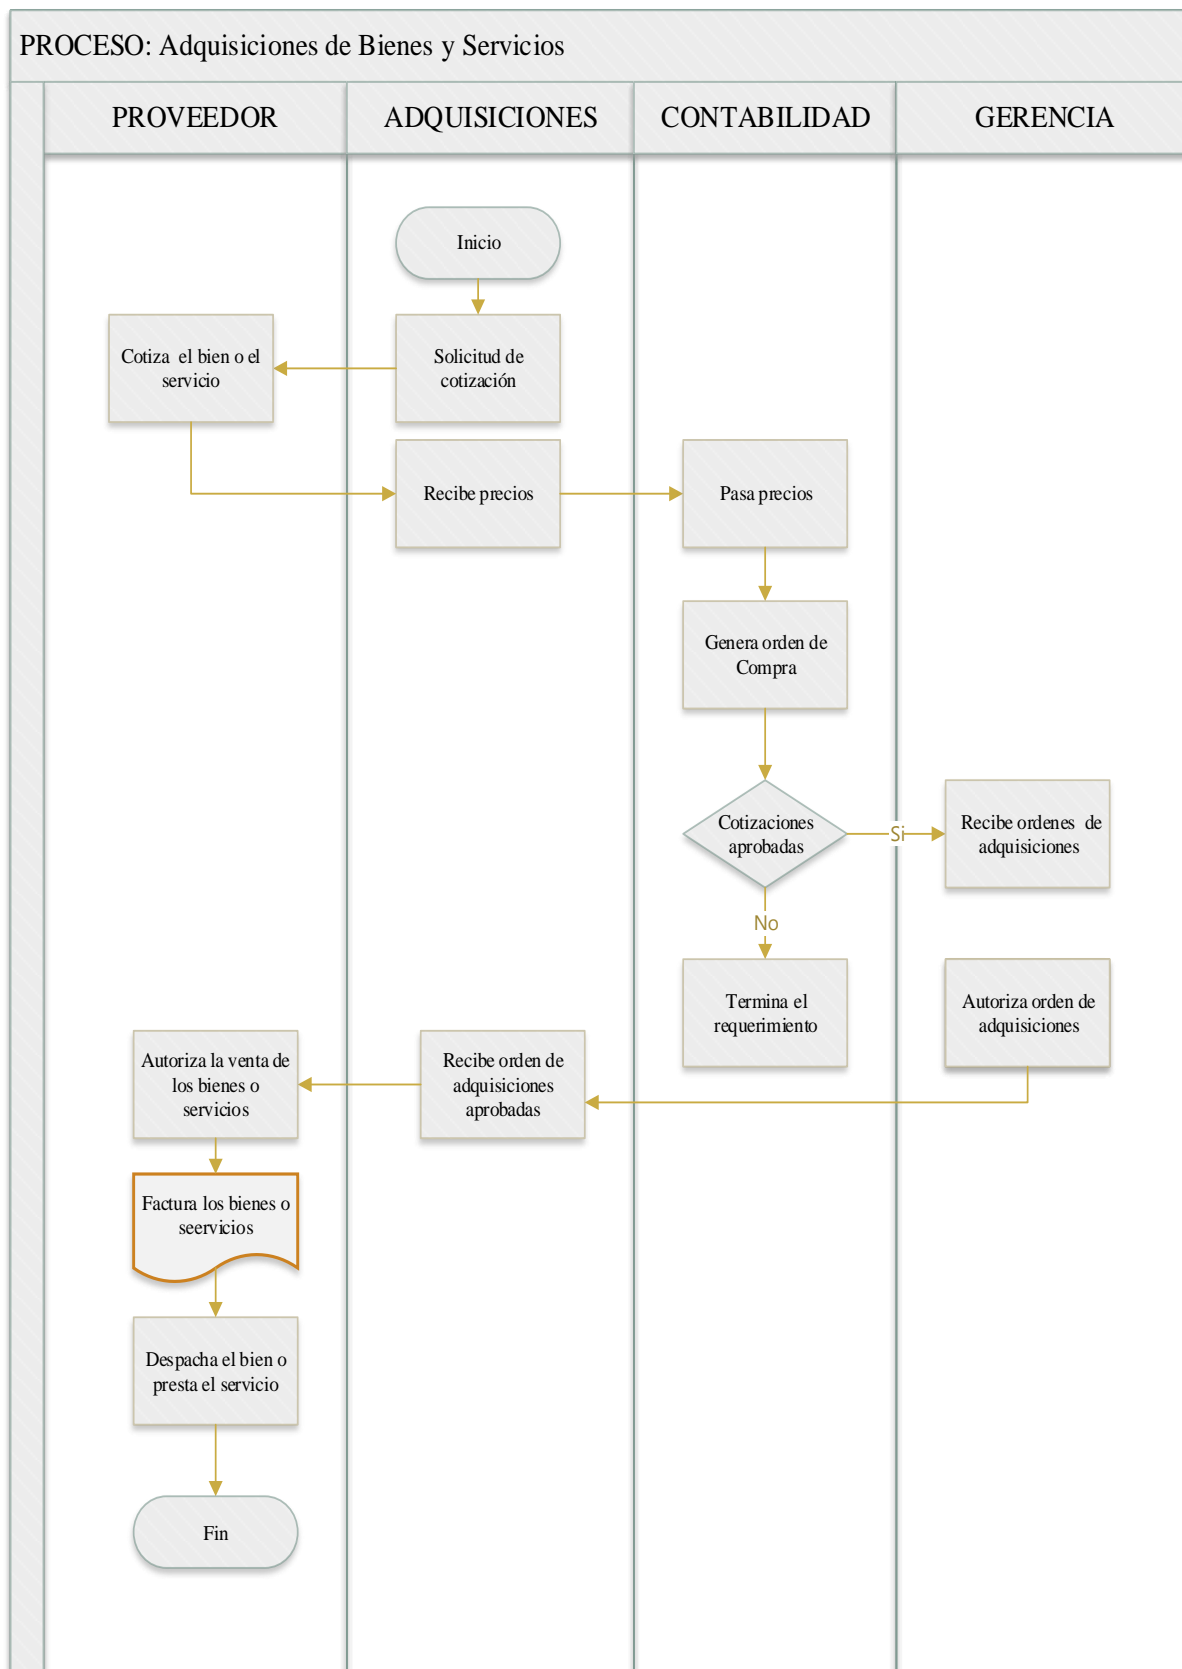 PROCESO: Adquisiciones de Bienes y Servicios
PROVEEDOR
ADQUISICIONES
CONTABILIDAD
GERENCIA
Inicio
Cotiza el bien o el
servicio
Solicitud de
cotización
Recibe precios
Pasa precios
Genera orden de
Compra
Cotizaciones
aprobadas
Si
Recibe ordenes de
adquisiciones
No
Termina el
requerimiento
Autoriza orden de
adquisiciones
Autoriza la venta de
los bienes o
servicios
Recibe orden de
adquisiciones
aprobadas
Factura los bienes o
seervicios
Despacha el bien o
presta el servicio
Fin